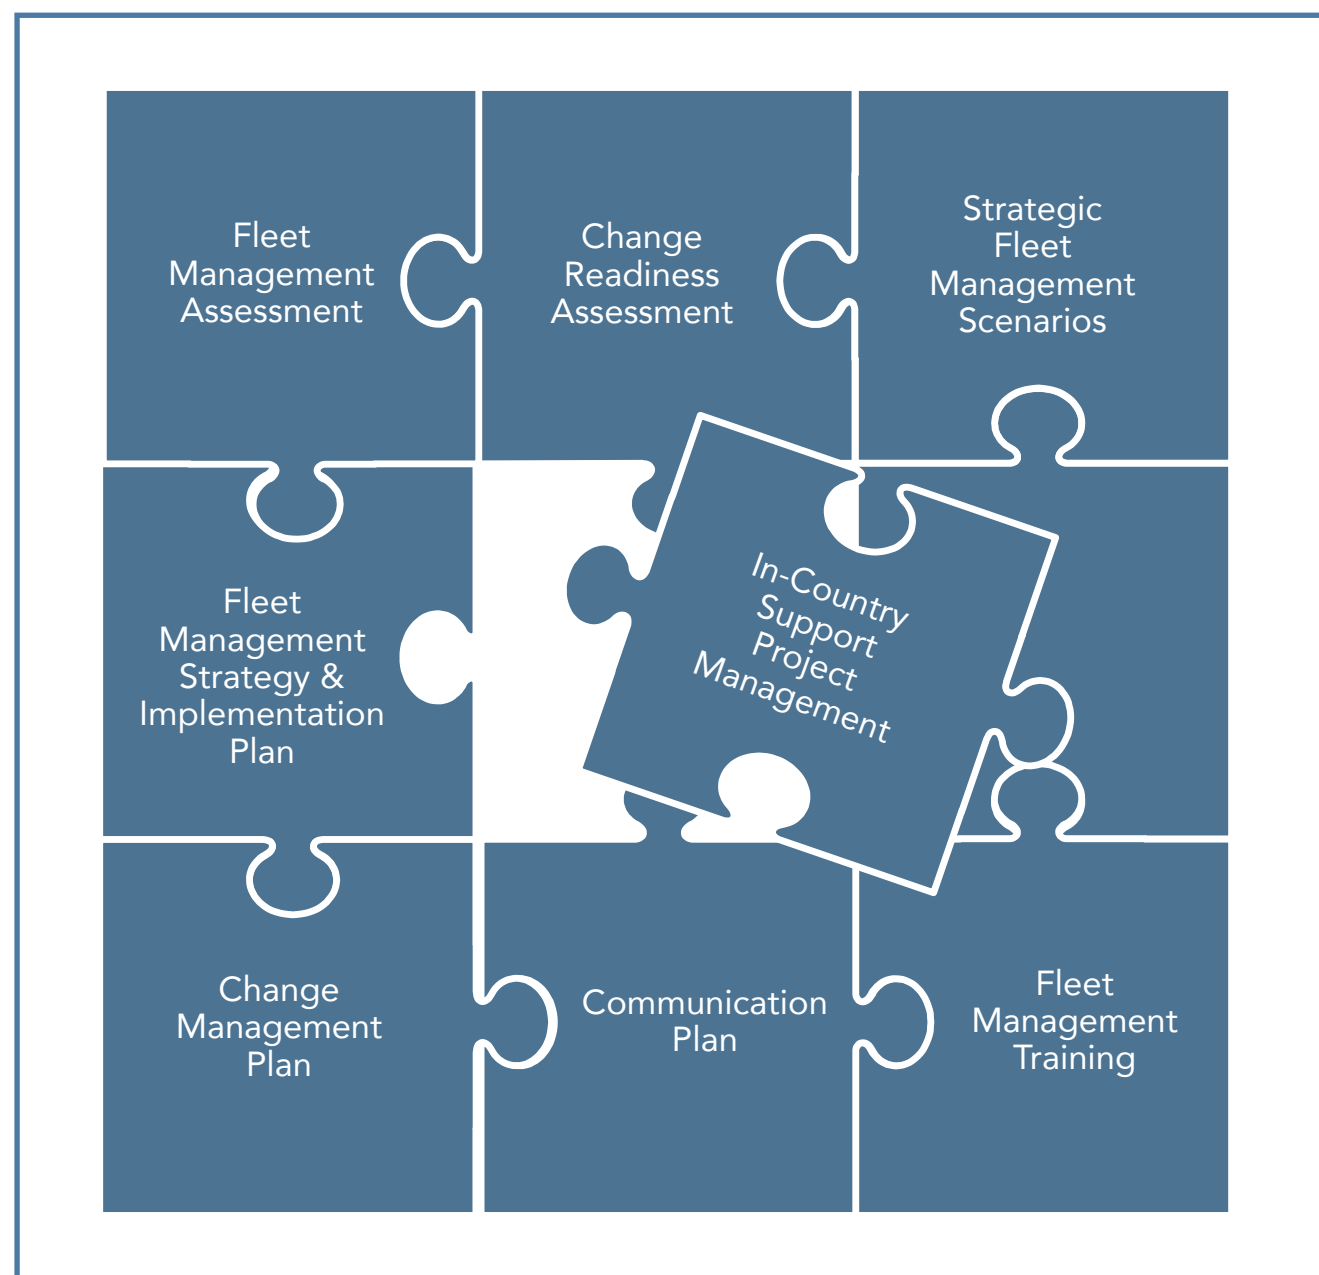 Fleet
Management
Assessment
Change
Readiness
Assessment
Strategic
Fleet
Management
Scenarios
Fleet
Management
Strategy &
Implementation
Plan
In-Country
Support
Project
Management
Change
Management
Plan
Communication
Plan
Fleet
Management
Training